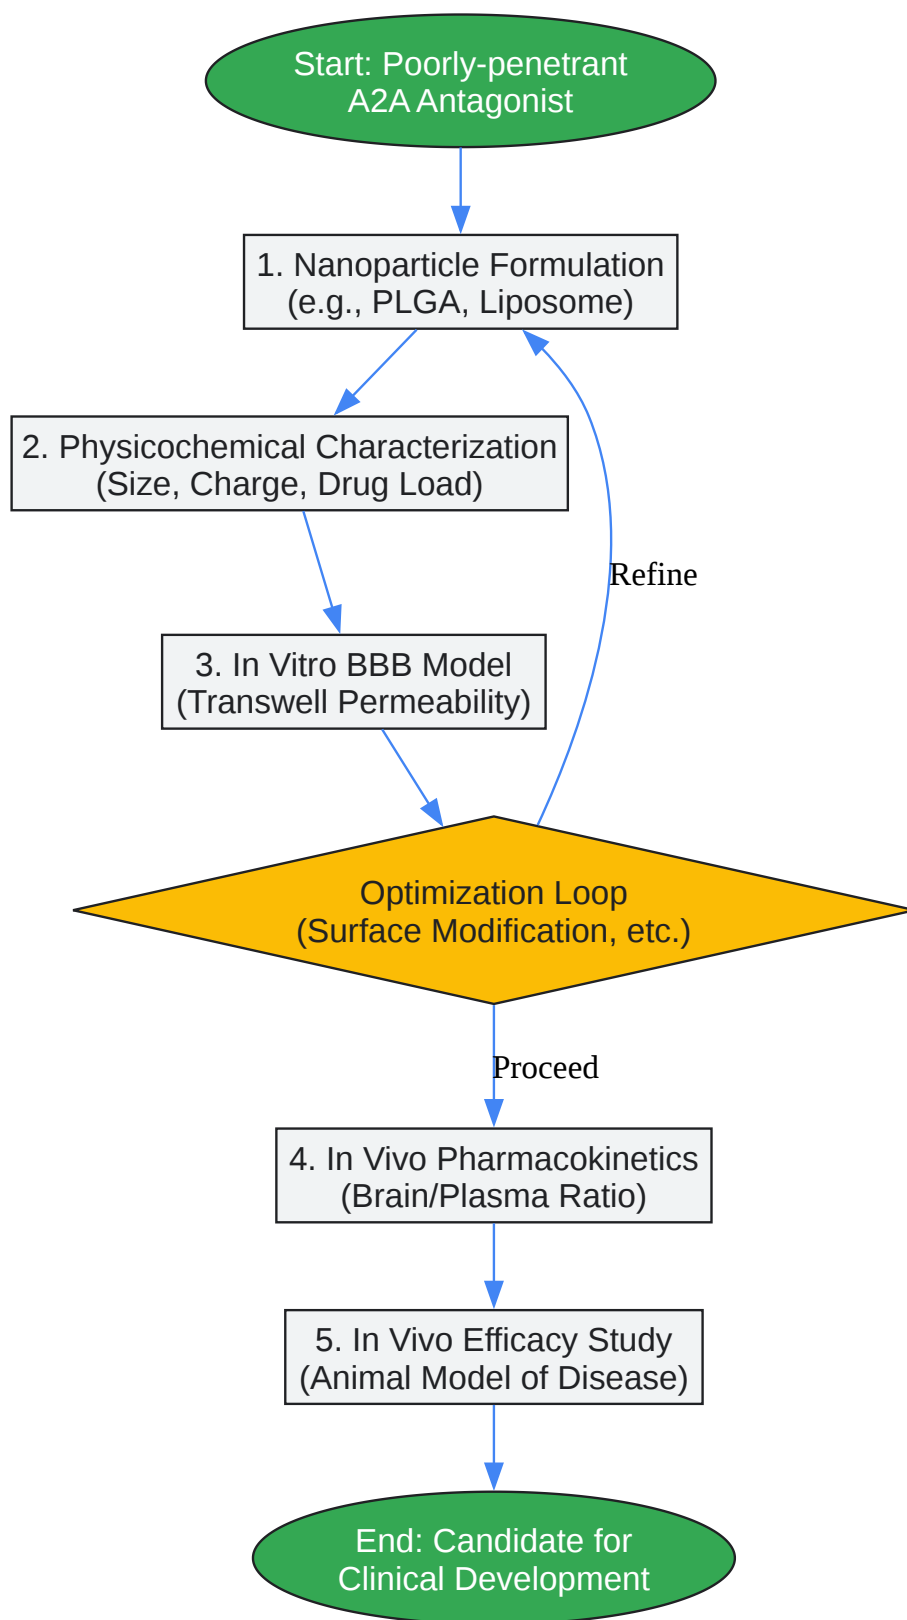 Start: Poorly-penetrant
A2A Antagonist
1. Nanoparticle Formulation
(e.g., PLGA, Liposome)
2. Physicochemical Characterization
(Size, Charge, Drug Load)
Refine
3. In Vitro BBB Model
(Transwell Permeability)
Optimization Loop
(Surface Modification, etc.)
Proceed
4. In Vivo Pharmacokinetics
(Brain/Plasma Ratio)
5. In Vivo Efficacy Study
(Animal Model of Disease)
End: Candidate for
Clinical Development